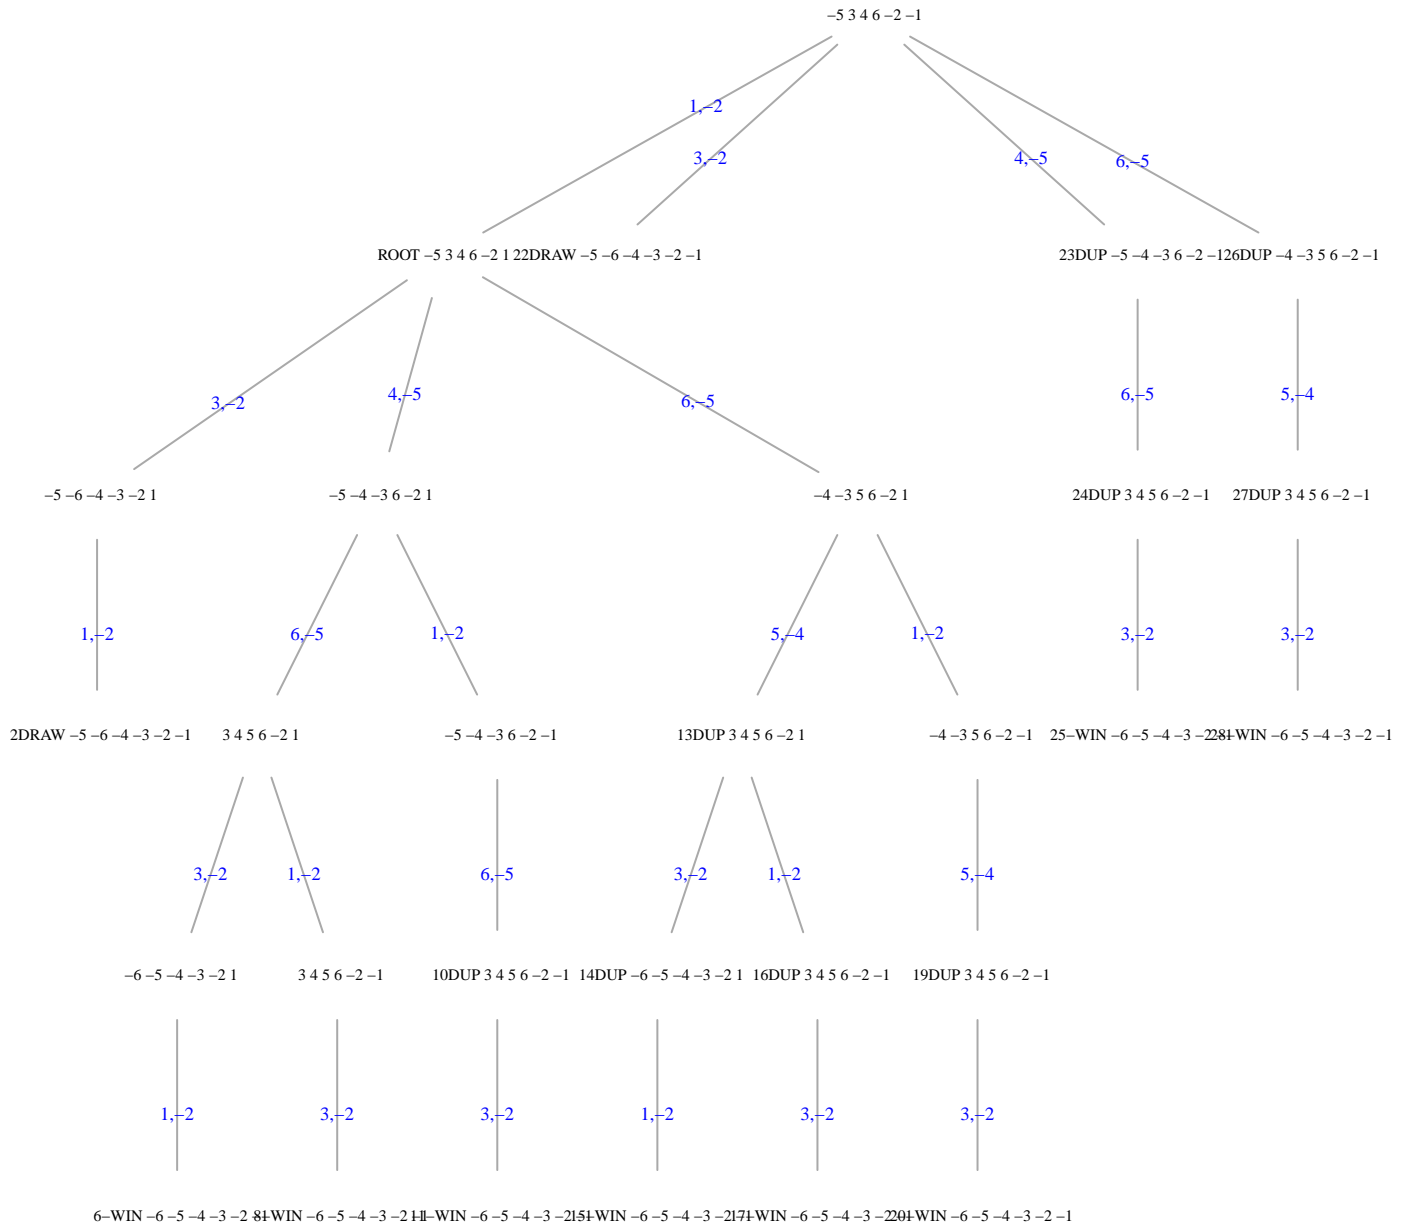 −5 3 4 6 −2 −1
1,−2
3,−2 4,−5 6,−5
ROOT −5 3 4 6 −2 1 22DRAW −5 −6 −4 −3 −2 −1 23DUP −5 −4 −3 6 −2 −1 26DUP −4 −3 5 6 −2 −1
3,−2 4,−5 6,−5 6,−5 5,−4
−5 −6 −4 −3 −2 1 −5 −4 −3 6 −2 1 −4 −3 5 6 −2 1 24DUP 3 4 5 6 −2 −1 27DUP 3 4 5 6 −2 −1
1,−2 6,−5 1,−2 5,−4 1,−2 3,−2 3,−2
2DRAW −5 −6 −4 −3 −2 −1 3 4 5 6 −2 1 −5 −4 −3 6 −2 −1 13DUP 3 4 5 6 −2 1 −4 −3 5 6 −2 −1 25−WIN −6 −5 −4 −3 −2 −1 28−WIN −6 −5 −4 −3 −2 −1
3,−2 1,−2 6,−5 3,−2 1,−2 5,−4
−6 −5 −4 −3 −2 1 3 4 5 6 −2 −1 10DUP 3 4 5 6 −2 −1 14DUP −6 −5 −4 −3 −2 1 16DUP 3 4 5 6 −2 −1 19DUP 3 4 5 6 −2 −1
1,−2 3,−2 3,−2 1,−2 3,−2 3,−2
6−WIN −6 −5 −4 −3 −2 −1 8−WIN −6 −5 −4 −3 −2 −1 11−WIN −6 −5 −4 −3 −2 −1 15−WIN −6 −5 −4 −3 −2 −1 17−WIN −6 −5 −4 −3 −2 −1 20−WIN −6 −5 −4 −3 −2 −1